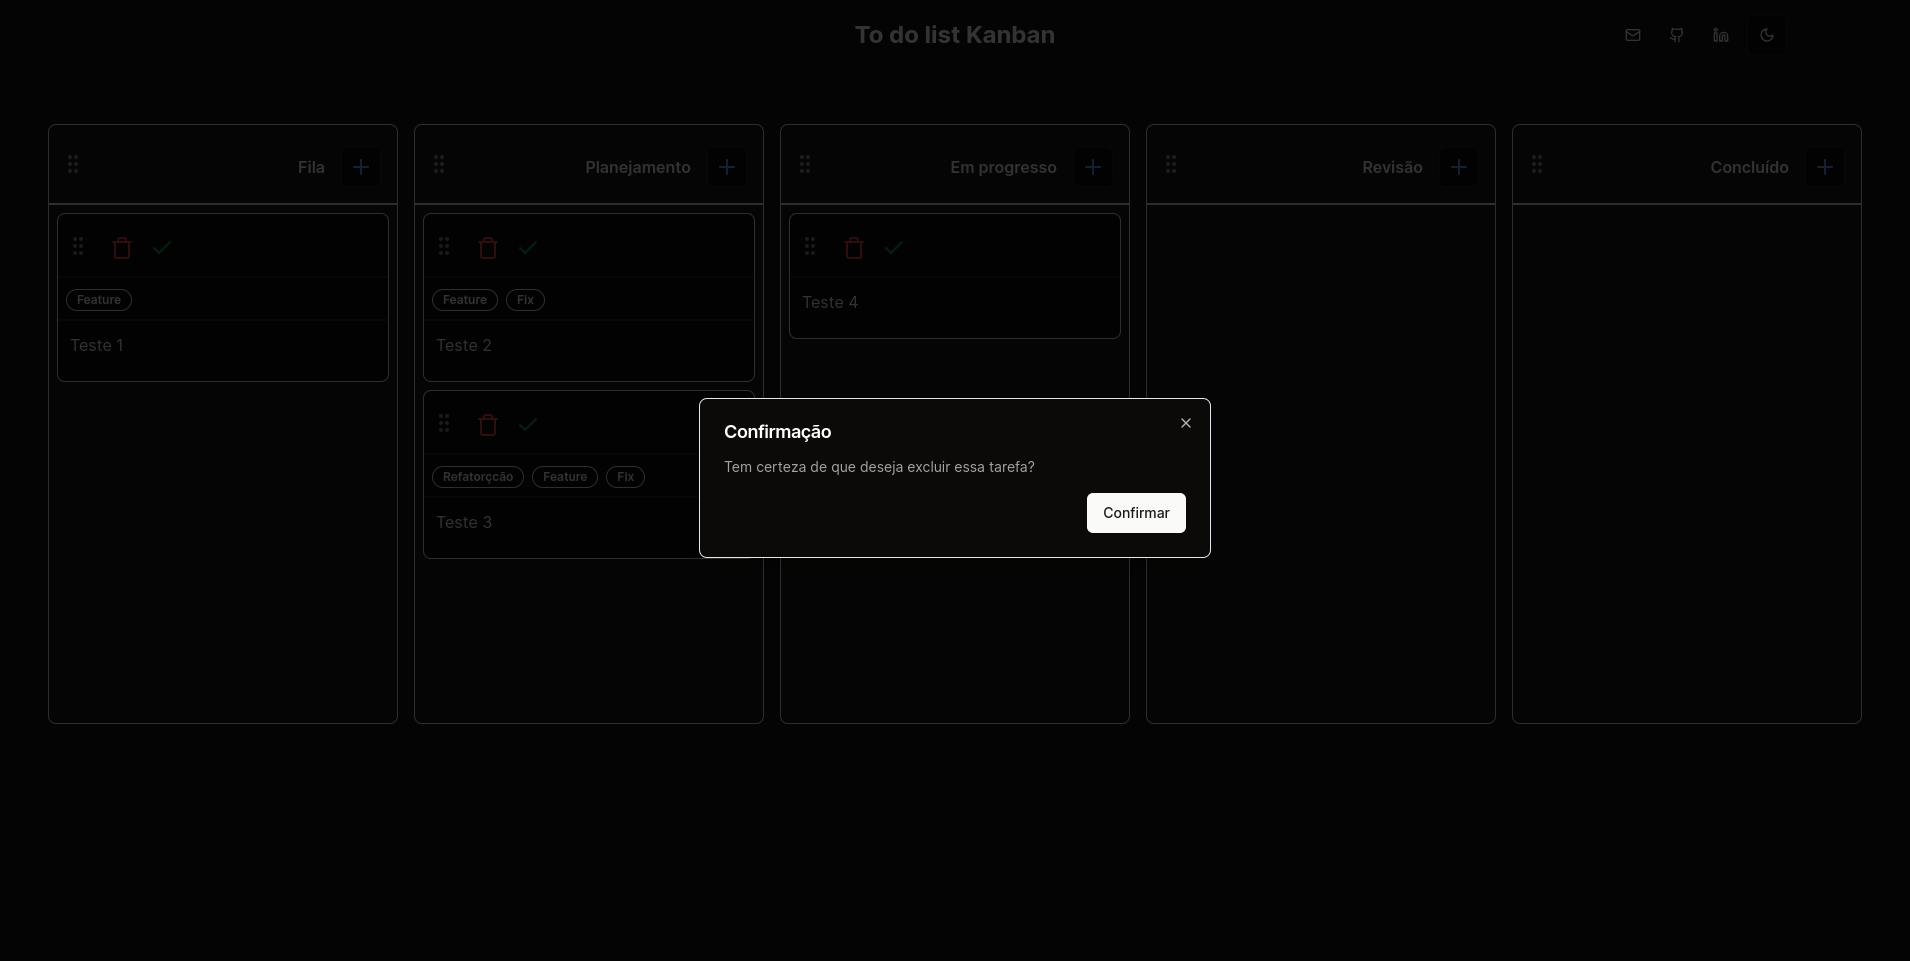 To do list Kanban
Fila
Planejamento
Em progresso
Revisão
Concluído
Feature
Teste 1
Feature Fix
Teste 2
Refatorçcão Feature Fix
Teste 3
Teste 4
Confirmação
Tem certeza de que deseja excluir essa tarefa?
Confirmar